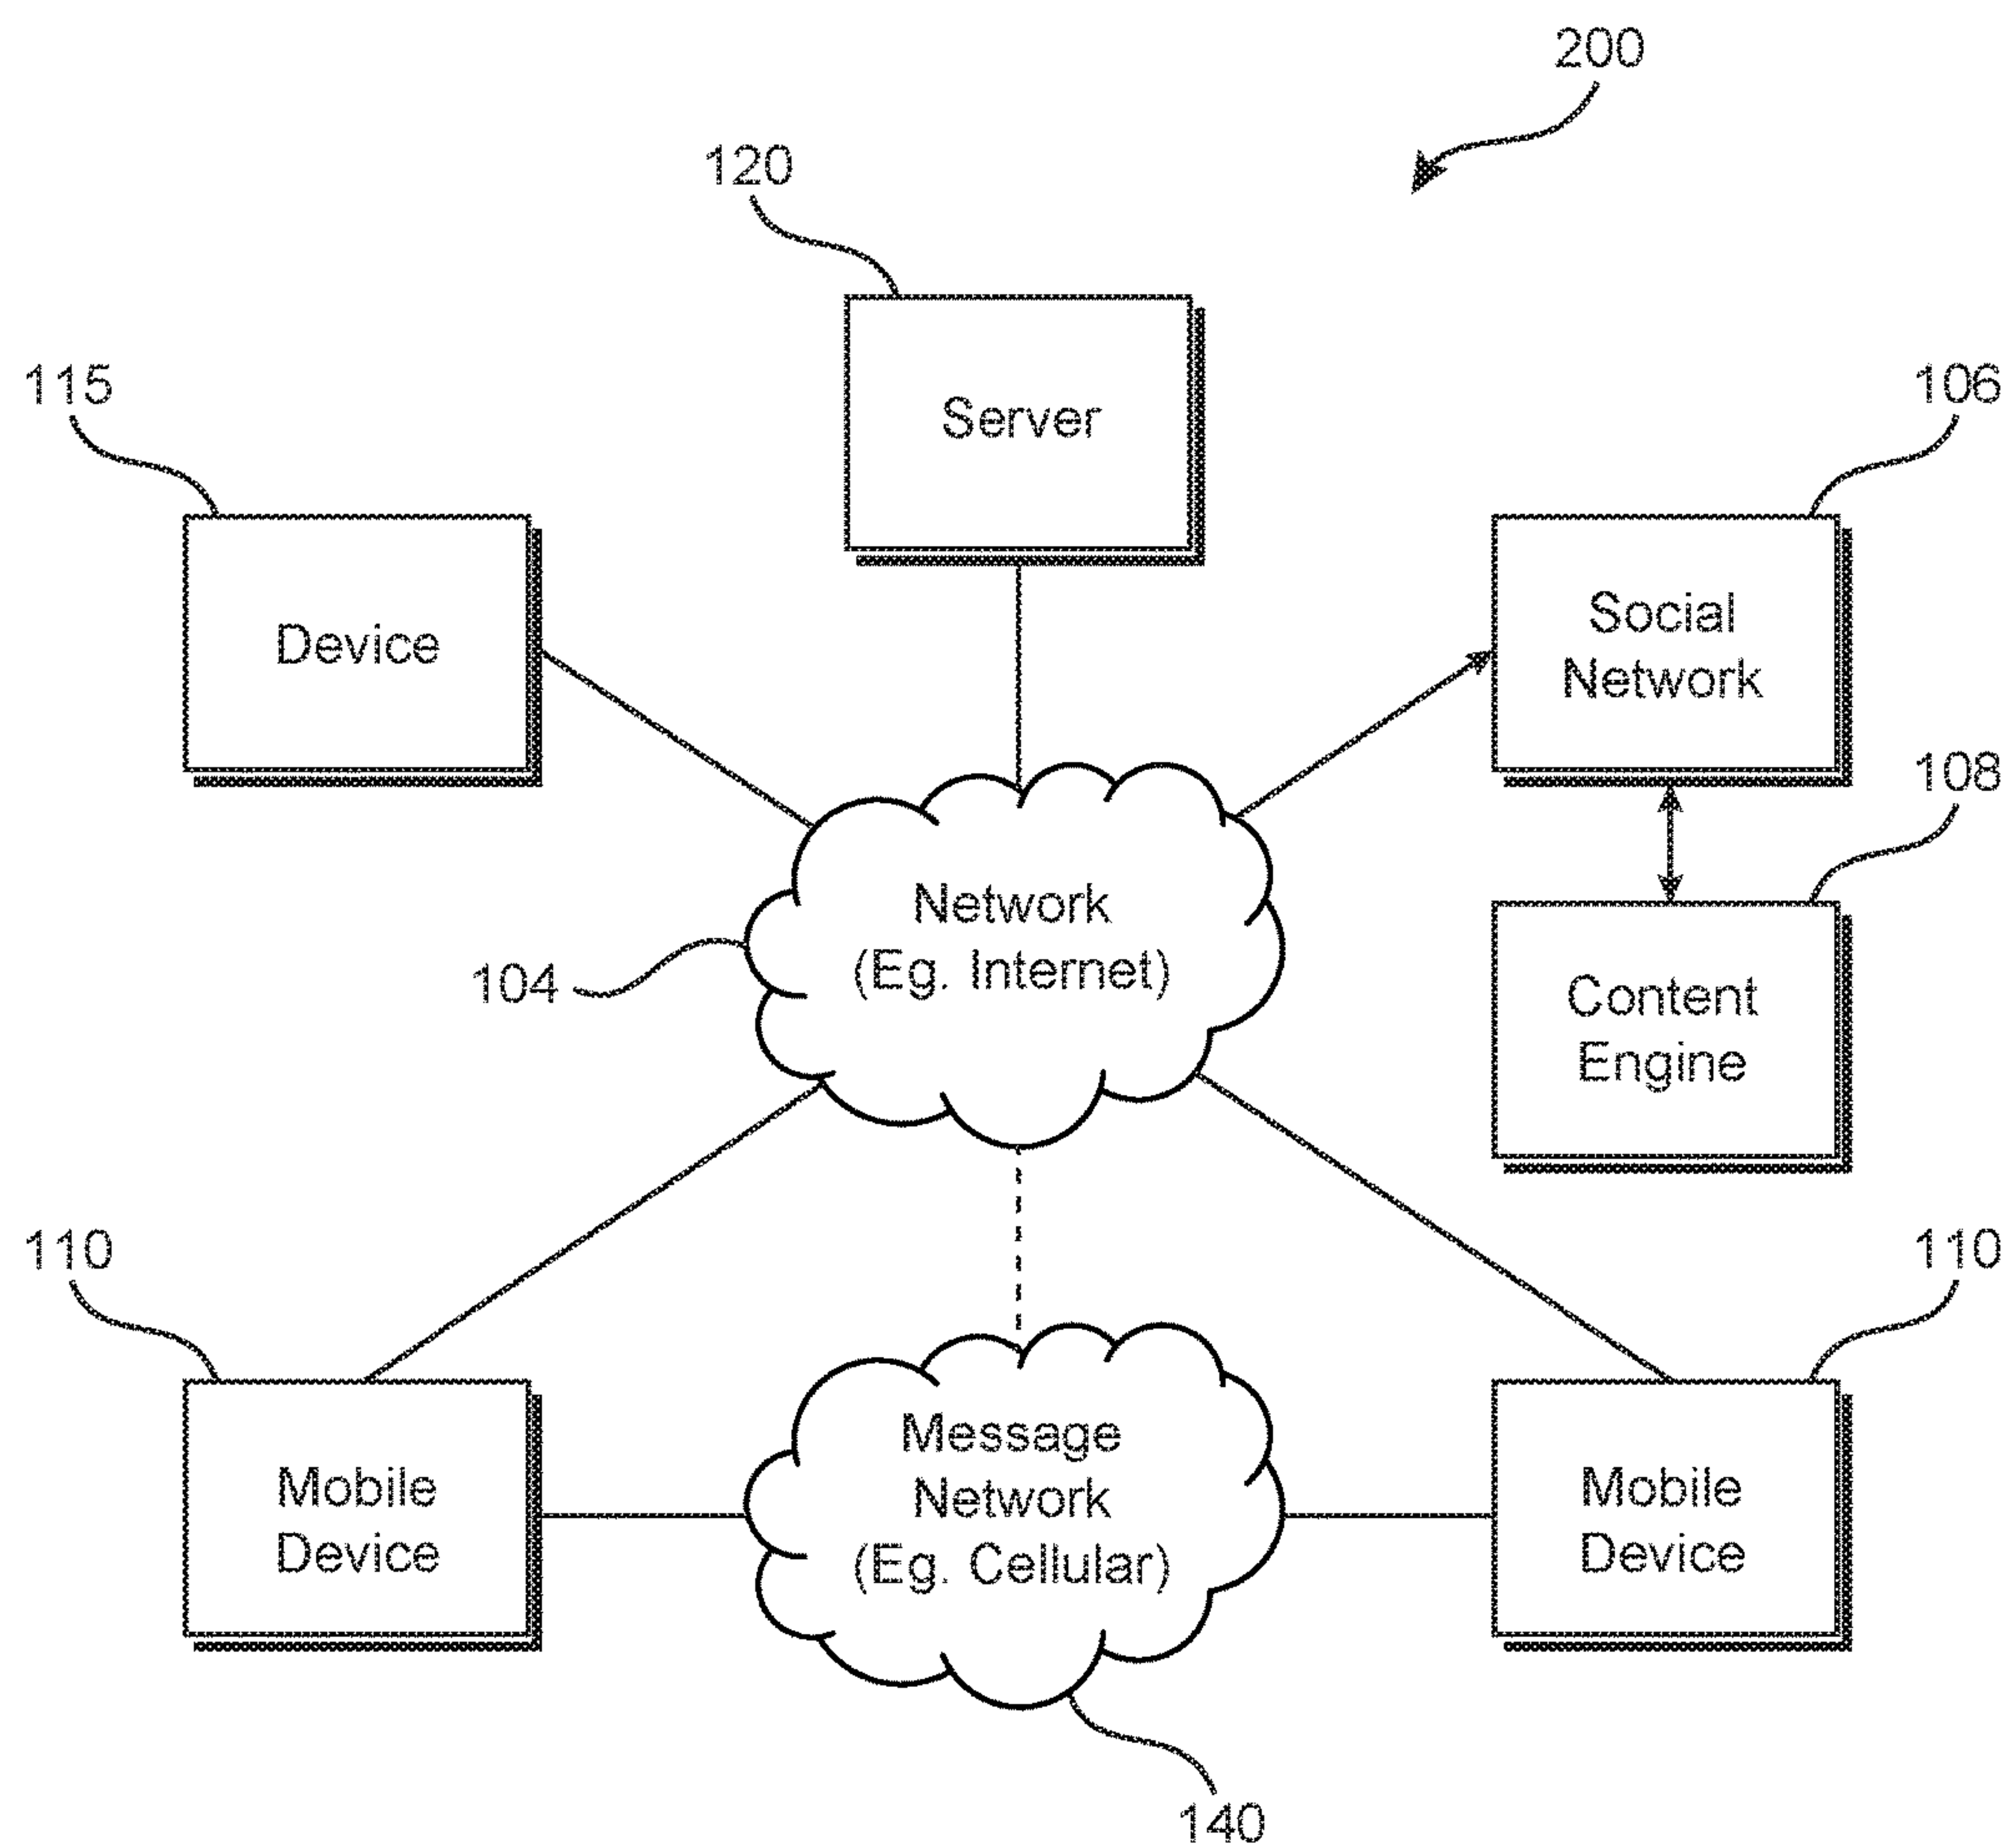 200
120
Server
115
Device
106
Social
Network
108
Network
(Eg. Internet)
104
Content
Engine
110
Mobile
Device
Message
Network
(Eg. Cellular)
110
Mobile
Device
140